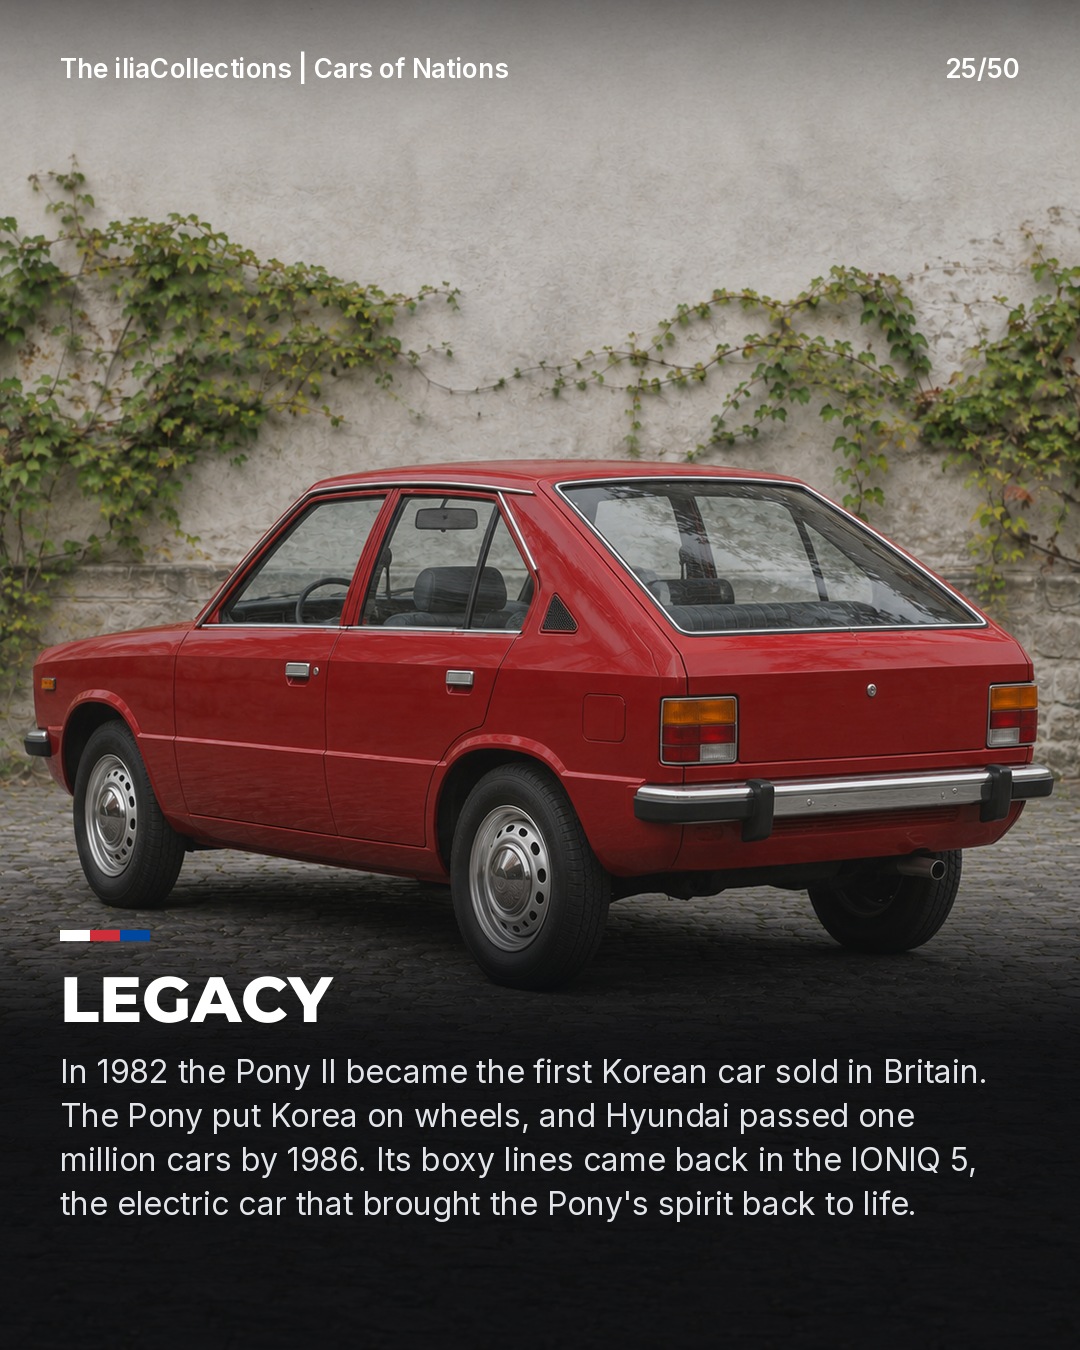 The iliaCollections | Cars of Nations
25/50
LEGACY
In 1982 the Pony II became the first Korean car sold in Britain.
The Pony put Korea on wheels, and Hyundai passed one
million cars by 1986. Its boxy lines came back in the IONIQ 5,
the electric car that brought the Pony's spirit back to life.